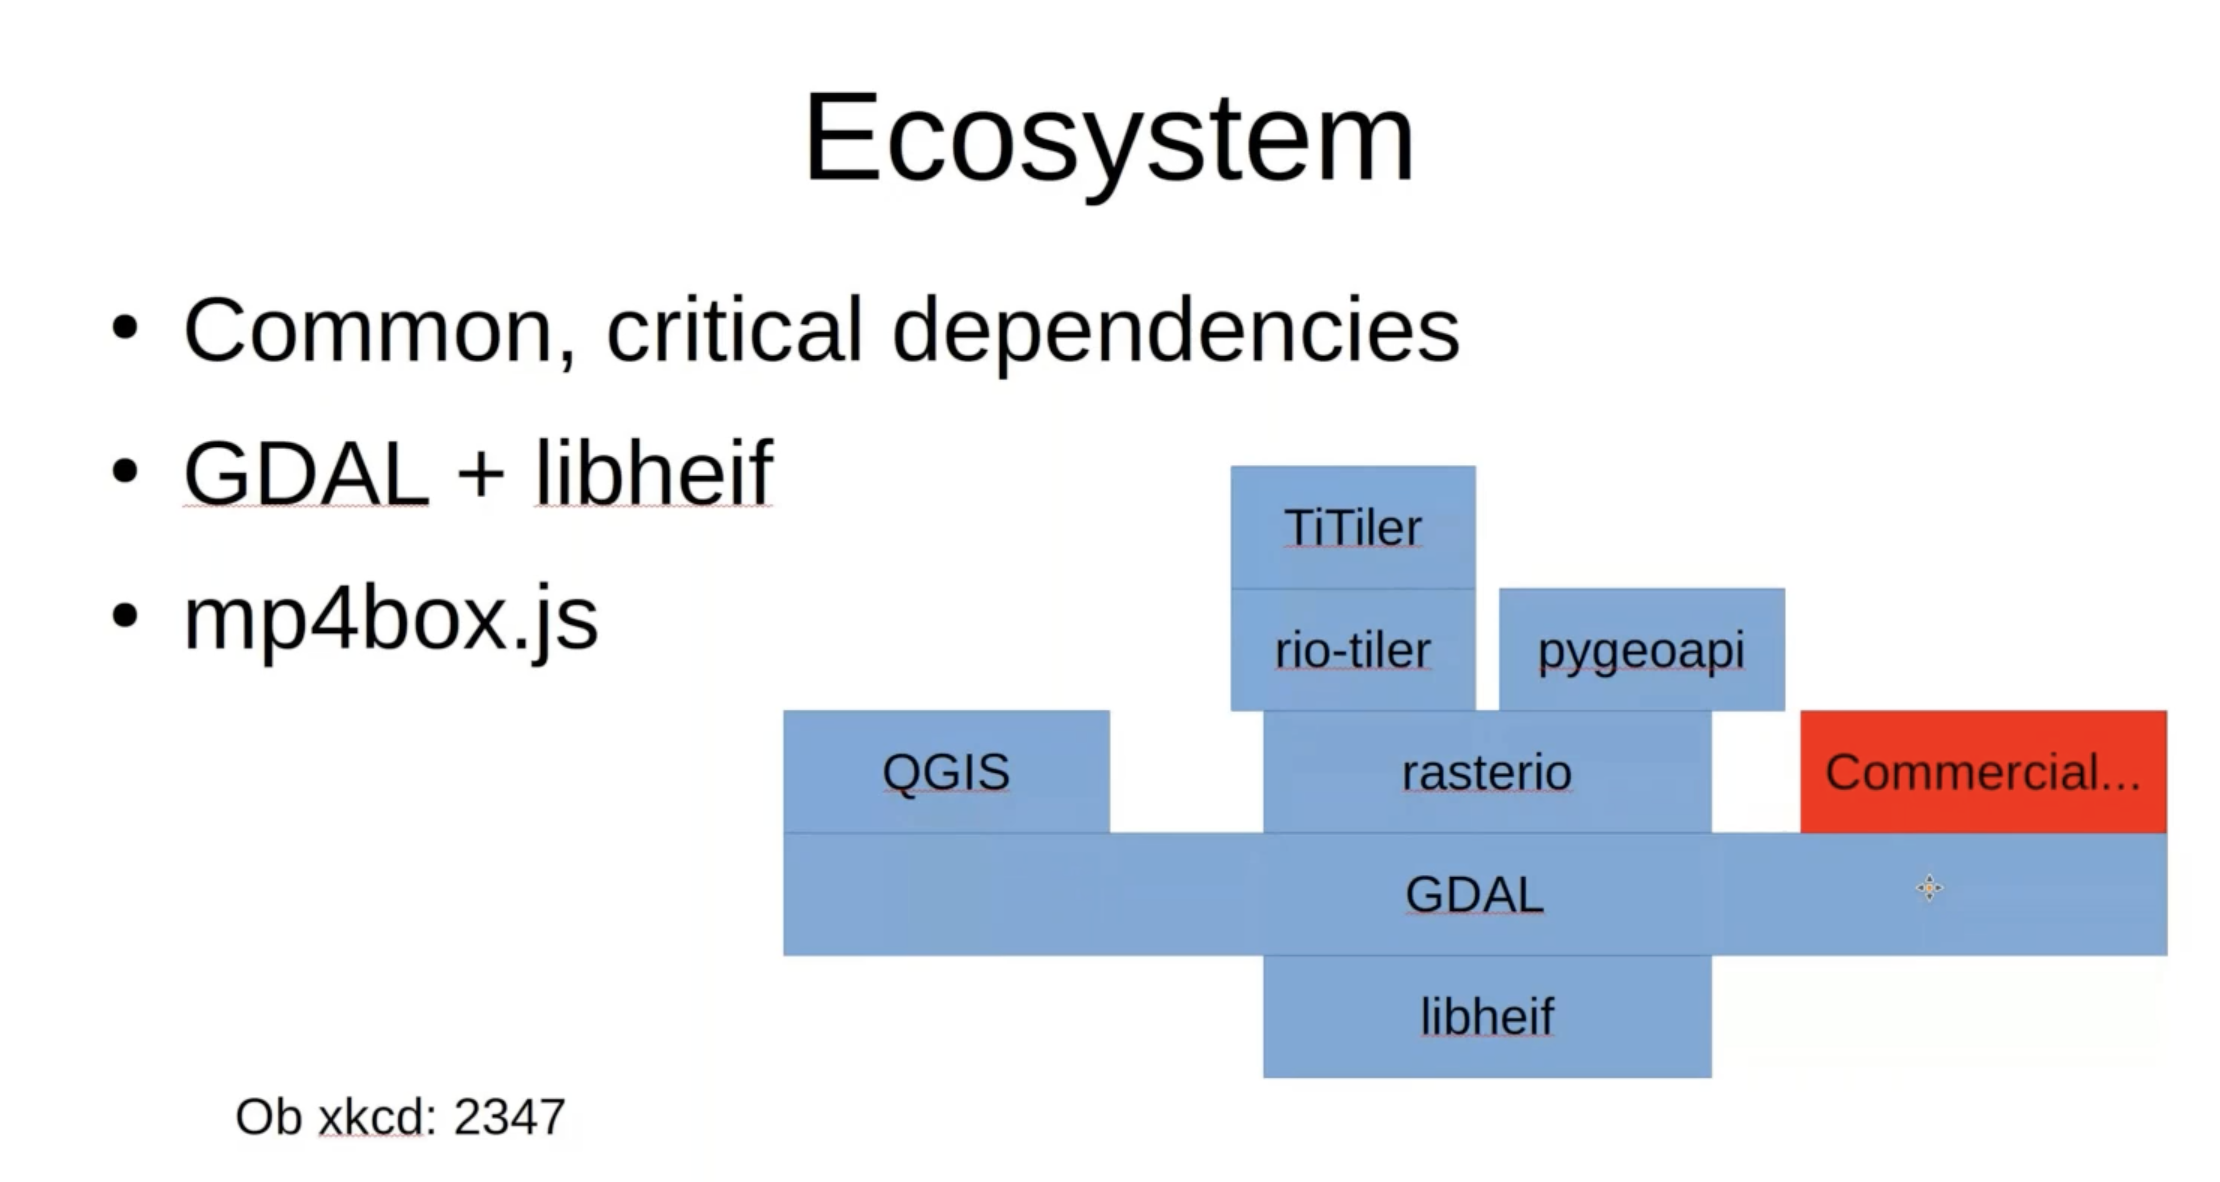 Ecosystem
• Common, critical dependencies
• GDAL + libheif
• mp4box.js
TiTiler
rio-tiler
pygeoapi
QGIS
rasterio
Commercial...
GDAL
libheif
Ob xkcd: 2347